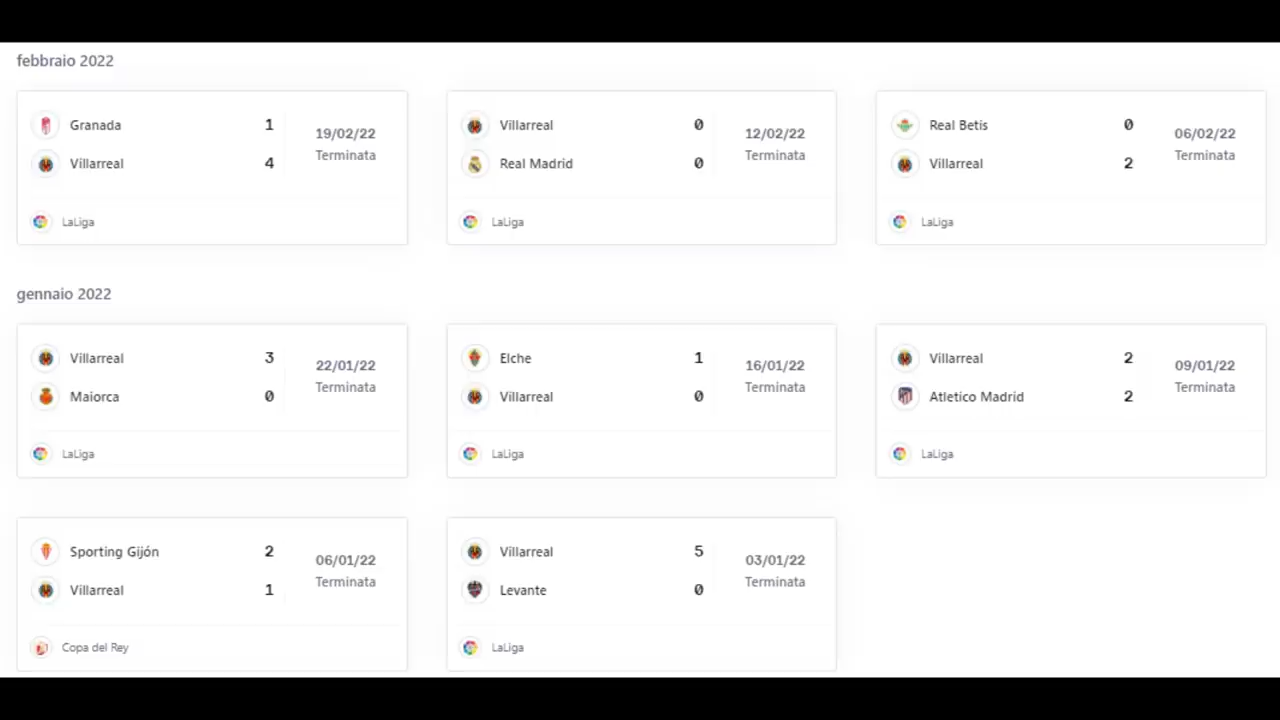 febbraio 2022
Granada 1
19/02/22
Villarreal 4
Terminata
LaLiga
Villarreal 0
12/02/22
Real Madrid 0
Terminata
LaLiga
Real Betis 0
06/02/22
Villarreal 2
Terminata
LaLiga
gennaio 2022
Villarreal 3
22/01/22
Maiorca 0
Terminata
LaLiga
Elche 1
16/01/22
Villarreal 0
Terminata
LaLiga
Villarreal 2
09/01/22
Atletico Madrid 2
Terminata
LaLiga
Sporting Gijón 2
06/01/22
Villarreal 1
Terminata
Copa del Rey
Villarreal 5
03/01/22
Levante 0
Terminata
LaLiga